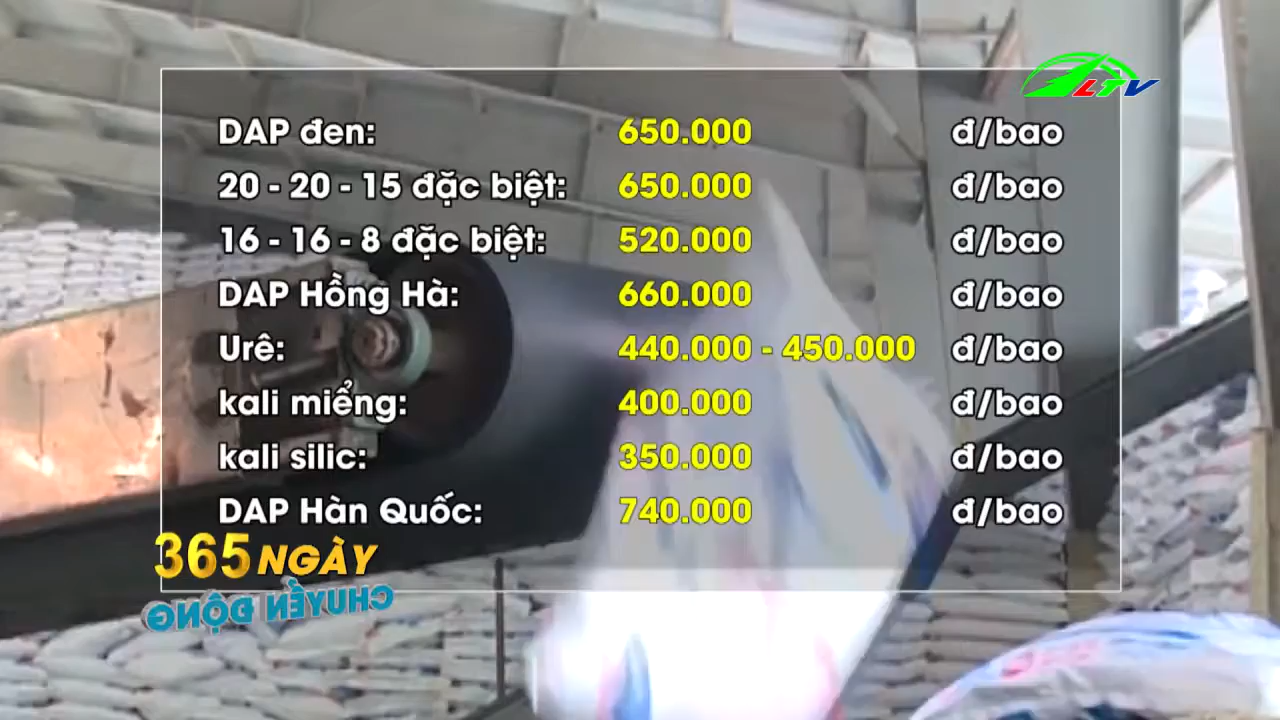 LTV
DAP đen: 650.000 đ/bao
20 - 20 - 15 đặc biệt: 650.000 đ/bao
16 - 16 - 8 đặc biệt: 520.000 đ/bao
DAP Hồng Hà: 660.000 đ/bao
Urê: 440.000 - 450.000 đ/bao
kali miểng: 400.000 đ/bao
kali silic: 350.000 đ/bao
DAP Hàn Quốc: 740.000 đ/bao
365 NGÀY
CHUYỂN ĐỘNG